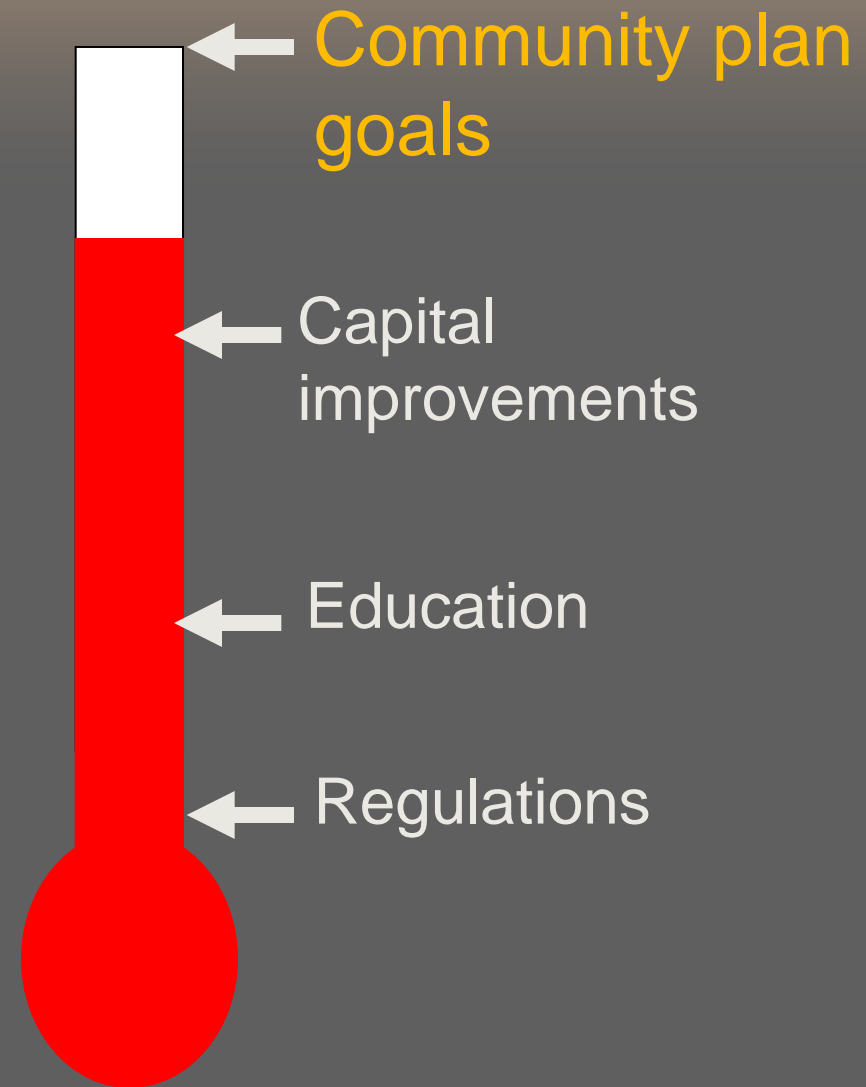 Community plan
goals
Capital
improvements
Education
Regulations